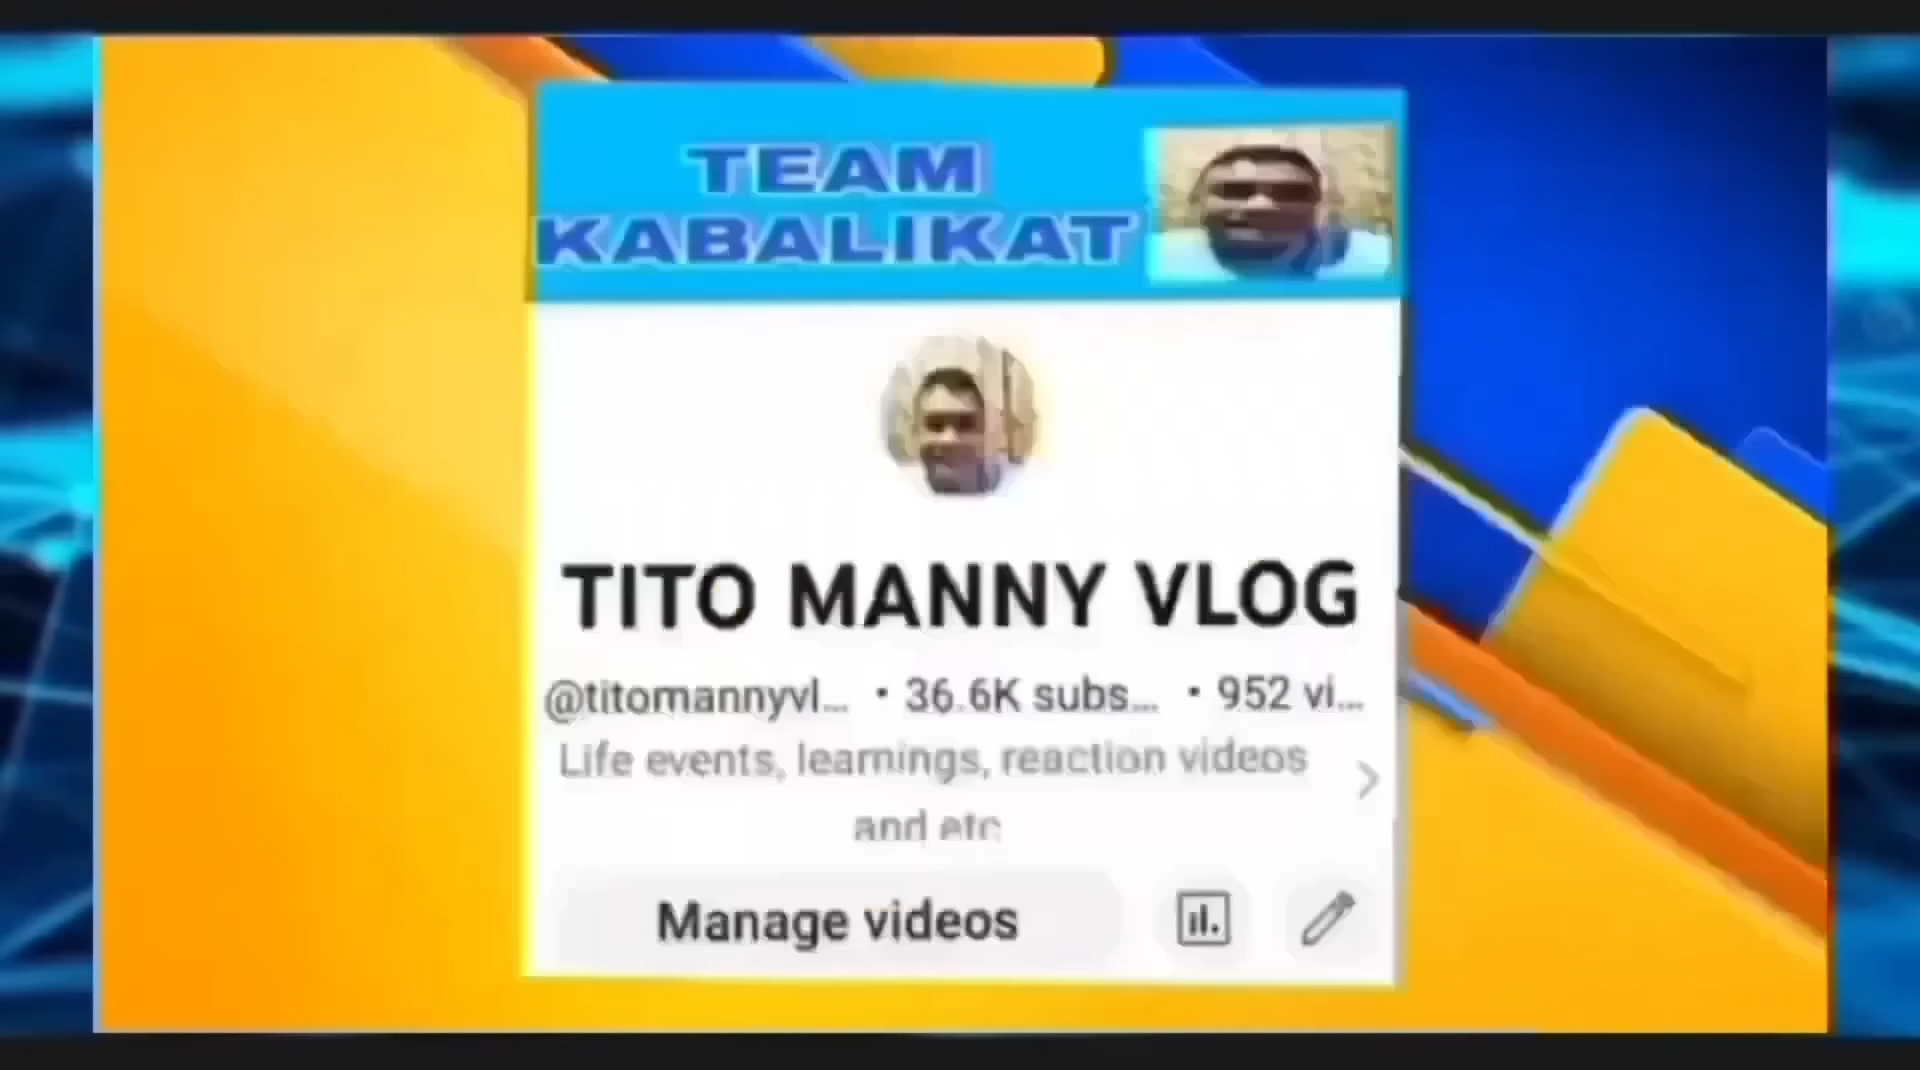 TEAM
KABALIKAT
TITO MANNY VLOG
@titomannyvl... • 36.6K subs... • 952 vi...
Life events, learnings, reaction videos
and etc
Manage videos